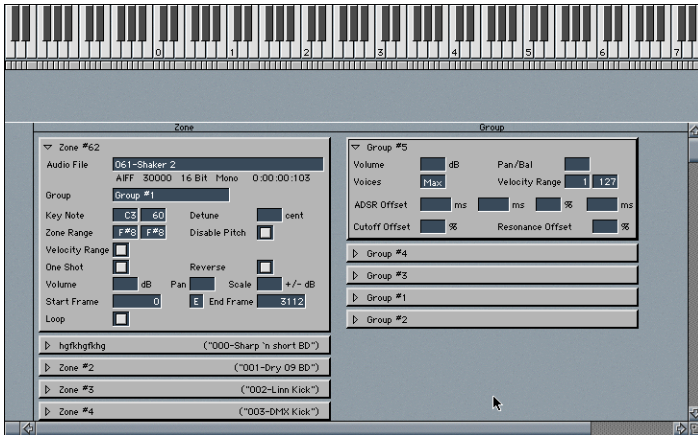 0 1 2 3 4 5 6 7
Zone
Zone #62
Audio File 061-Shaker 2
AIFF 30000 16 Bit Mono 0:00:00:103
Group Group #1
Key Note C3 60 Detune cent
Zone Range F#8 F#8 Disable Pitch
Velocity Range
One Shot Reverse
Volume dB Pan Scale +/- dB
Start Frame 0 E End Frame 3112
Loop
hgfkhgfkhg ("000-Sharp 'n short BD")
Zone #2 ("001-Dry 09 BD")
Zone #3 ("002-Linn Kick")
Zone #4 ("003-DMX Kick")
Group
Group #5
Volume dB Pan/Bal
Voices Max Velocity Range 1 127
ADSR Offset ms ms % ms
Cutoff Offset % Resonance Offset %
Group #4
Group #3
Group #1
Group #2